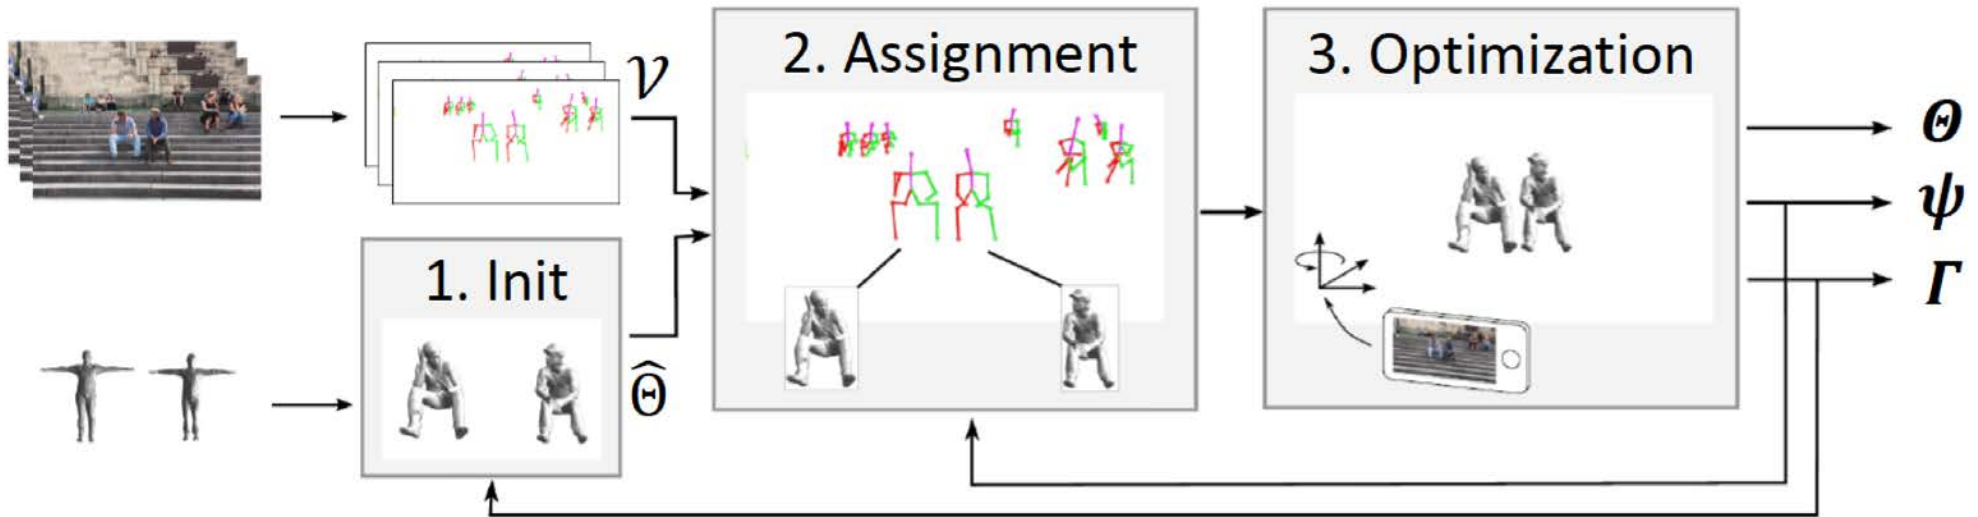 𝒱
2. Assignment
3. Optimization
Θ
ψ
Γ
1. Init
Θ̂